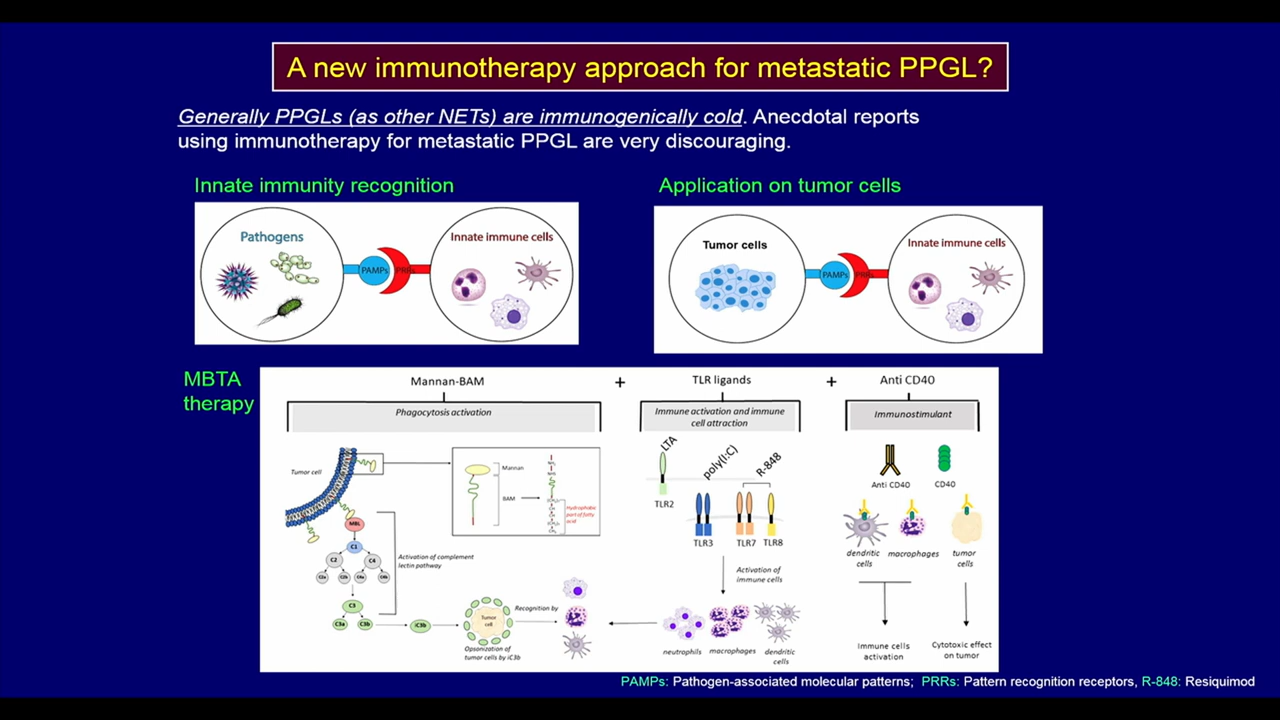 A new immunotherapy approach for metastatic PPGL?
Generally PPGLs (as other NETs) are immunogenically cold. Anecdotal reports
using immunotherapy for metastatic PPGL are very discouraging.
Innate immunity recognition
Application on tumor cells
Pathogens
PAMPs
PRRs
Innate immune cells
Tumor cells
PAMPs
PRRs
Innate immune cells
MBTA
therapy
Mannan-BAM + TLR ligands + Anti CD40
Phagocytosis activation
Immune activation and immune
cell attraction
Immunostimulant
Tumor cell
Mannan
BAM
Hydrophobic
part of fatty
acid
MBL
C1
C2
C4
C2a
C2b
C4a
C4b
C3
C3a
C3b
iC3b
Activation of complement
lectin pathway
Tumor
cell
Opsonization of
tumor cells by iC3b
Recognition by
LTA
poly(I:C)
R-848
TLR2
TLR3
TLR7
TLR8
Activation of
immune cells
neutrophils
macrophages
dendritic
cells
Anti CD40
CD40
dendritic
cells
macrophages
tumor
cells
Immune cells
activation
Cytotoxic effect
on tumor
PAMPs: Pathogen-associated molecular patterns; PRRs: Pattern recognition receptors, R-848: Resiquimod